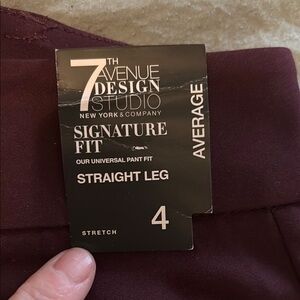 7TH
AVENUE
DESIGN
STUDIO
NEW YORK & COMPANY
SIGNATURE
FIT
OUR UNIVERSAL PANT FIT
STRAIGHT LEG
4
STRETCH
AVERAGE